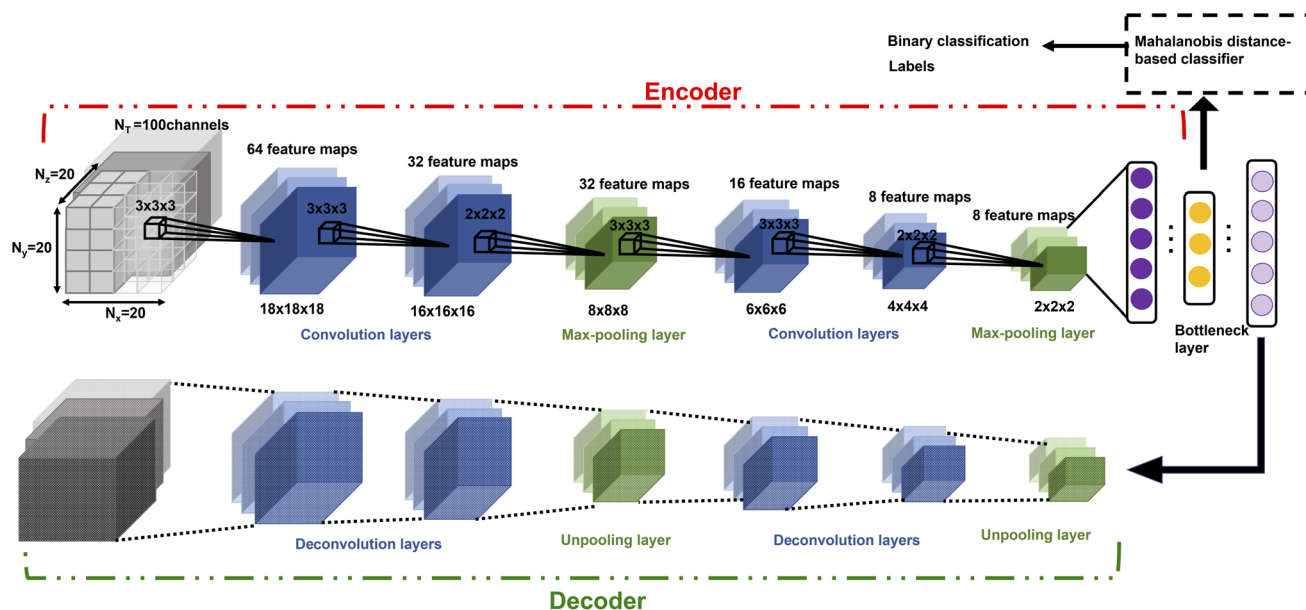 Binary classification
Labels
Mahalanobis distance-
based classifier
Encoder
N_T =100channels
N_z=20
N_y=20
N_x=20
3x3x3
64 feature maps
3x3x3
18x18x18
32 feature maps
2x2x2
16x16x16
Convolution layers
32 feature maps
3x3x3
8x8x8
Max-pooling layer
16 feature maps
3x3x3
6x6x6
8 feature maps
2x2x2
4x4x4
Convolution layers
8 feature maps
2x2x2
Max-pooling layer
Bottleneck
layer
Deconvolution layers
Unpooling layer
Deconvolution layers
Unpooling layer
Decoder